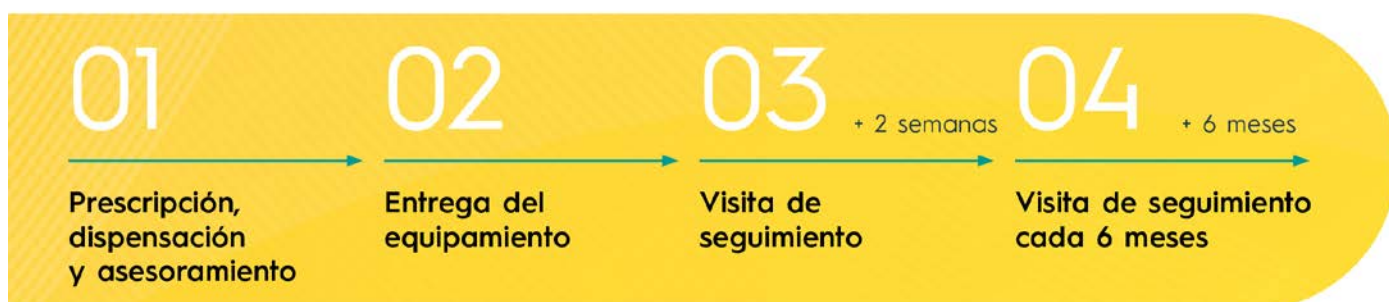 01
Prescripción,
dispensación
y asesoramiento
02
Entrega del
equipamiento
03
+ 2 semanas
Visita de
seguimiento
04
+ 6 meses
Visita de seguimiento
cada 6 meses